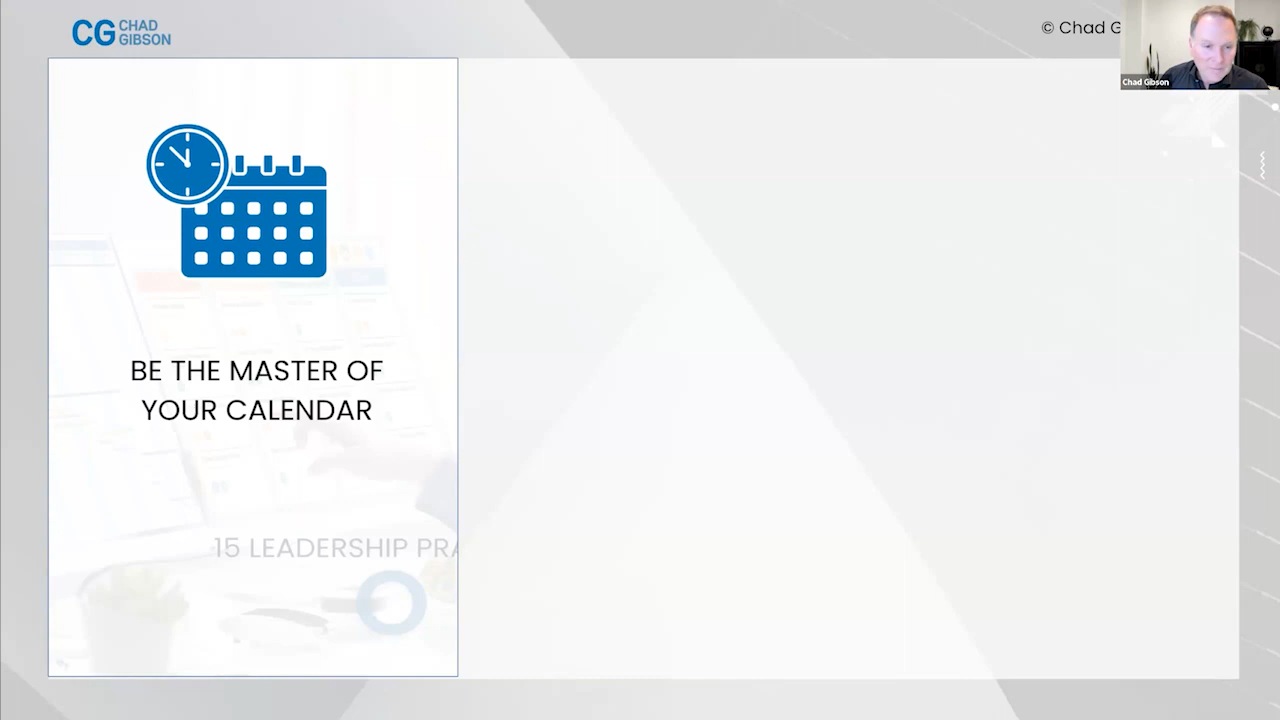 CG CHAD
GIBSON
© Chad G
Chad Gibson
BE THE MASTER OF
YOUR CALENDAR
15 LEADERSHIP PRA